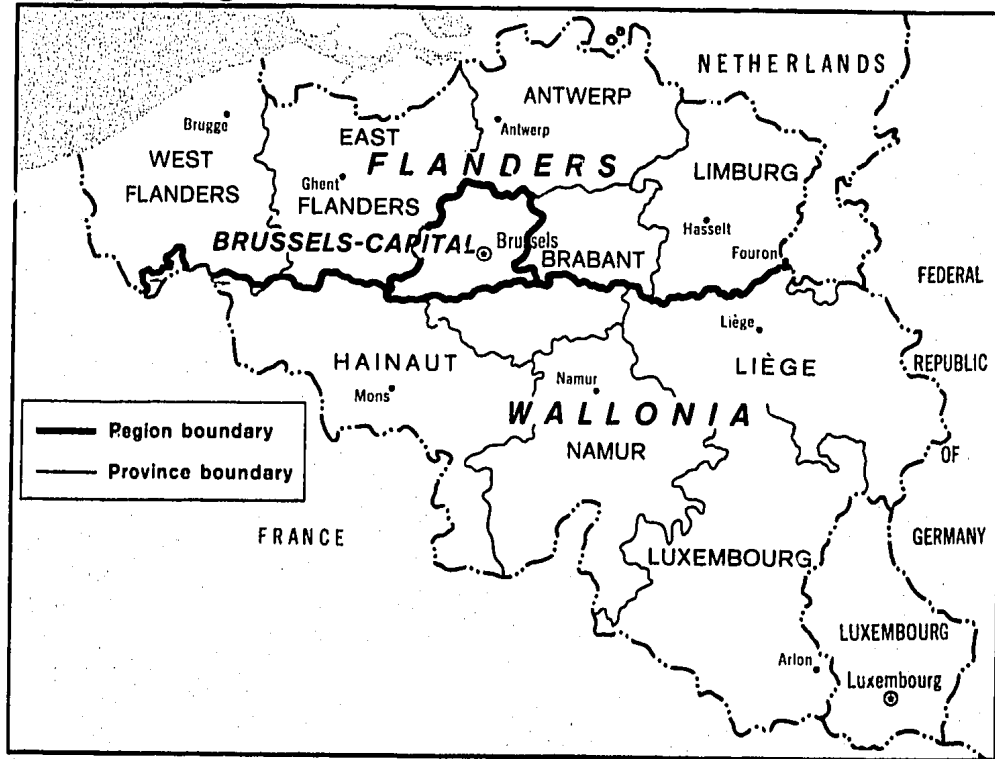 NETHERLANDS
ANTWERP
Brugge
EAST
Antwerp
WEST
FLANDERS
LIMBURG
FLANDERS
Ghent
FLANDERS
Hasselt
BRUSSELS-CAPITAL
Brussels
BRABANT
Fouron
FEDERAL
Liège
HAINAUT
LIÈGE
REPUBLIC
Mons
Namur
WALLONIA
Region boundary
NAMUR
OF
Province boundary
FRANCE
GERMANY
LUXEMBOURG
LUXEMBOURG
Arlon
Luxembourg